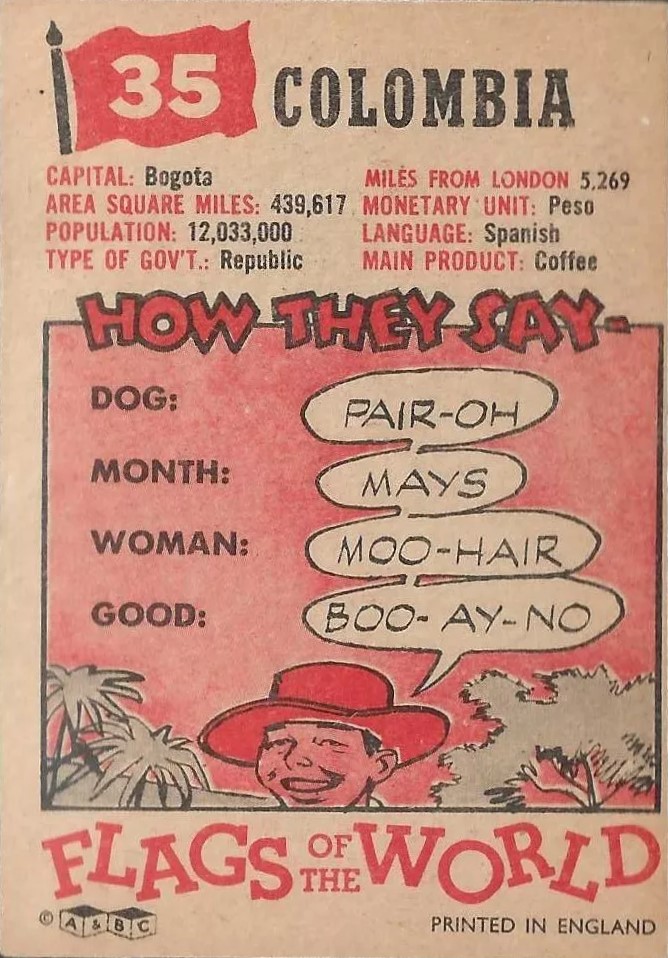 35 COLOMBIA
CAPITAL: Bogota
AREA SQUARE MILES: 439,617
POPULATION: 12,033,000
TYPE OF GOV'T.: Republic
MILES FROM LONDON 5,269
MONETARY UNIT: Peso
LANGUAGE: Spanish
MAIN PRODUCT: Coffee
HOW THEY SAY-
DOG: PAIR-OH
MONTH: MAYS
WOMAN: MOO-HAIR
GOOD: BOO-AY-NO
FLAGS OF THE WORLD
© A & B C
PRINTED IN ENGLAND